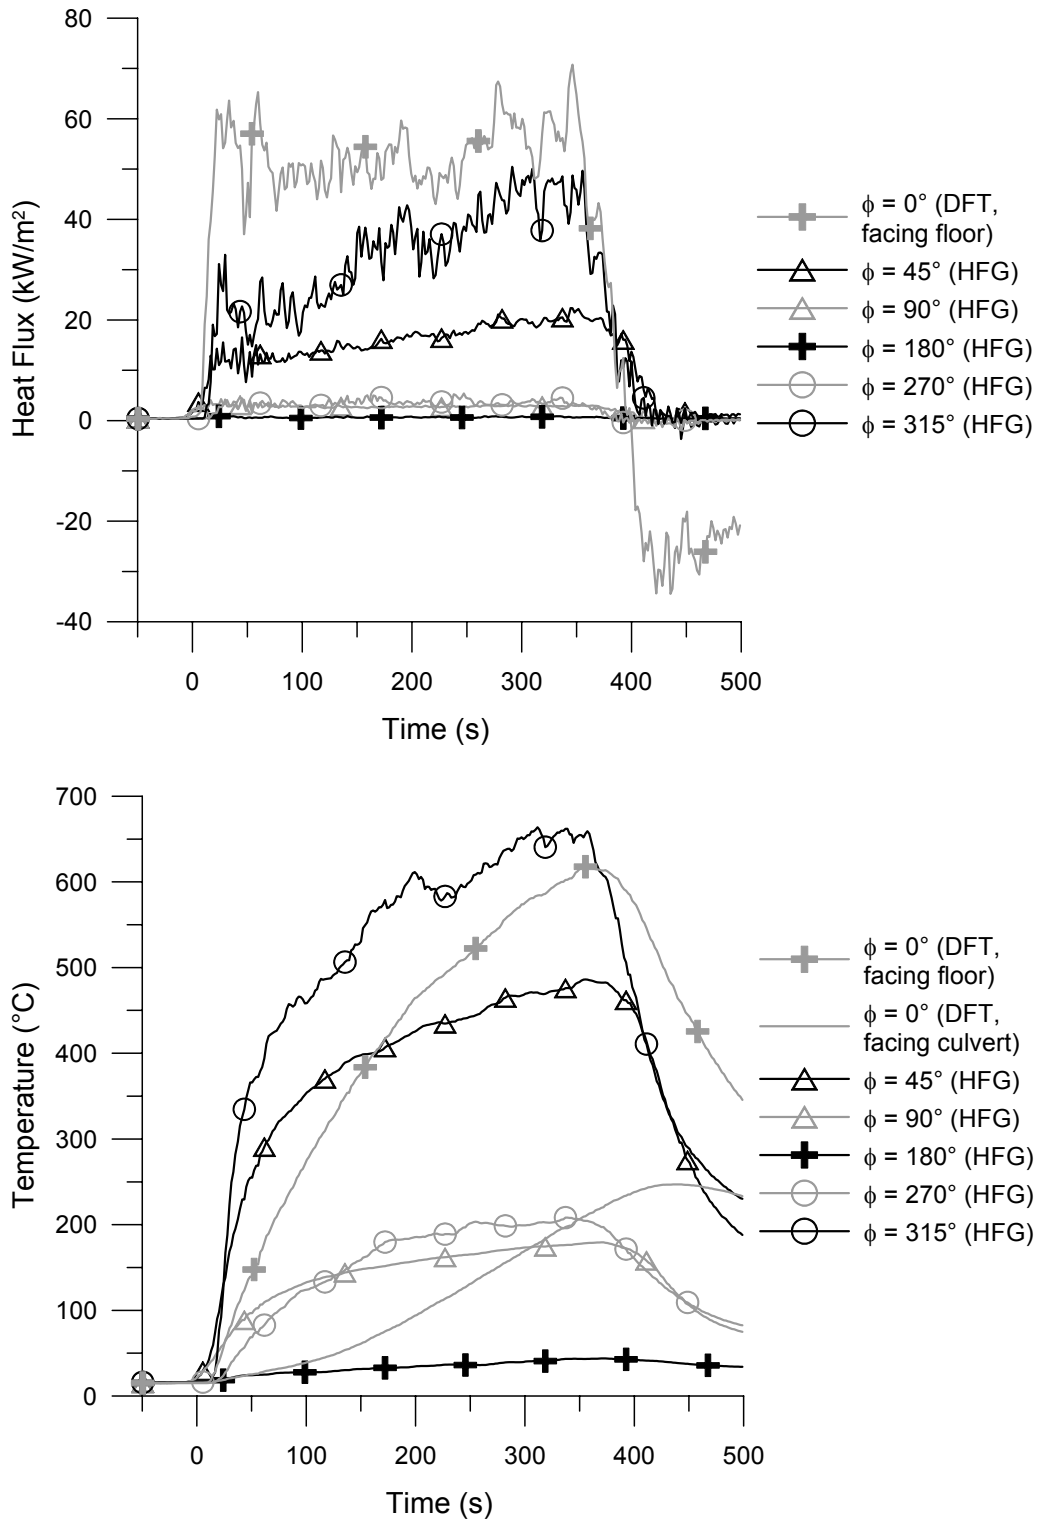 80
60
40
20
0
-20
-40
Heat Flux (kW/m²)
0 100 200 300 400 500
Time (s)
ϕ = 0° (DFT,
facing floor)
ϕ = 45° (HFG)
ϕ = 90° (HFG)
ϕ = 180° (HFG)
ϕ = 270° (HFG)
ϕ = 315° (HFG)
700
600
500
400
300
200
100
0
Temperature (°C)
0 100 200 300 400 500
Time (s)
ϕ = 0° (DFT,
facing floor)
ϕ = 0° (DFT,
facing culvert)
ϕ = 45° (HFG)
ϕ = 90° (HFG)
ϕ = 180° (HFG)
ϕ = 270° (HFG)
ϕ = 315° (HFG)